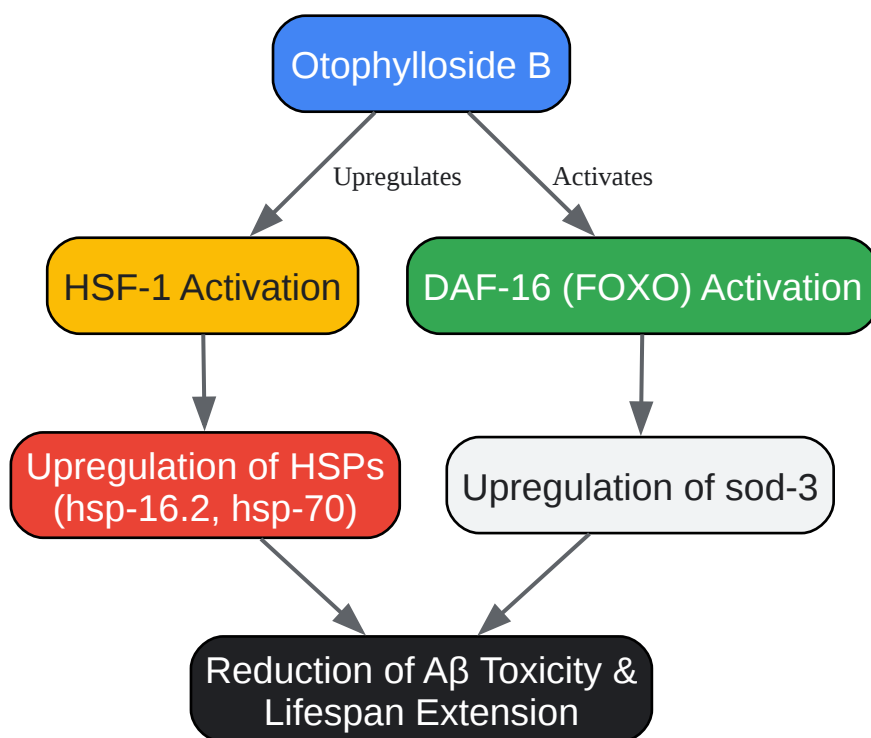 Otophylloside B
Upregulates
Activates
HSF-1 Activation
DAF-16 (FOXO) Activation
Upregulation of HSPs
(hsp-16.2, hsp-70)
Upregulation of sod-3
Reduction of Aβ Toxicity &
Lifespan Extension